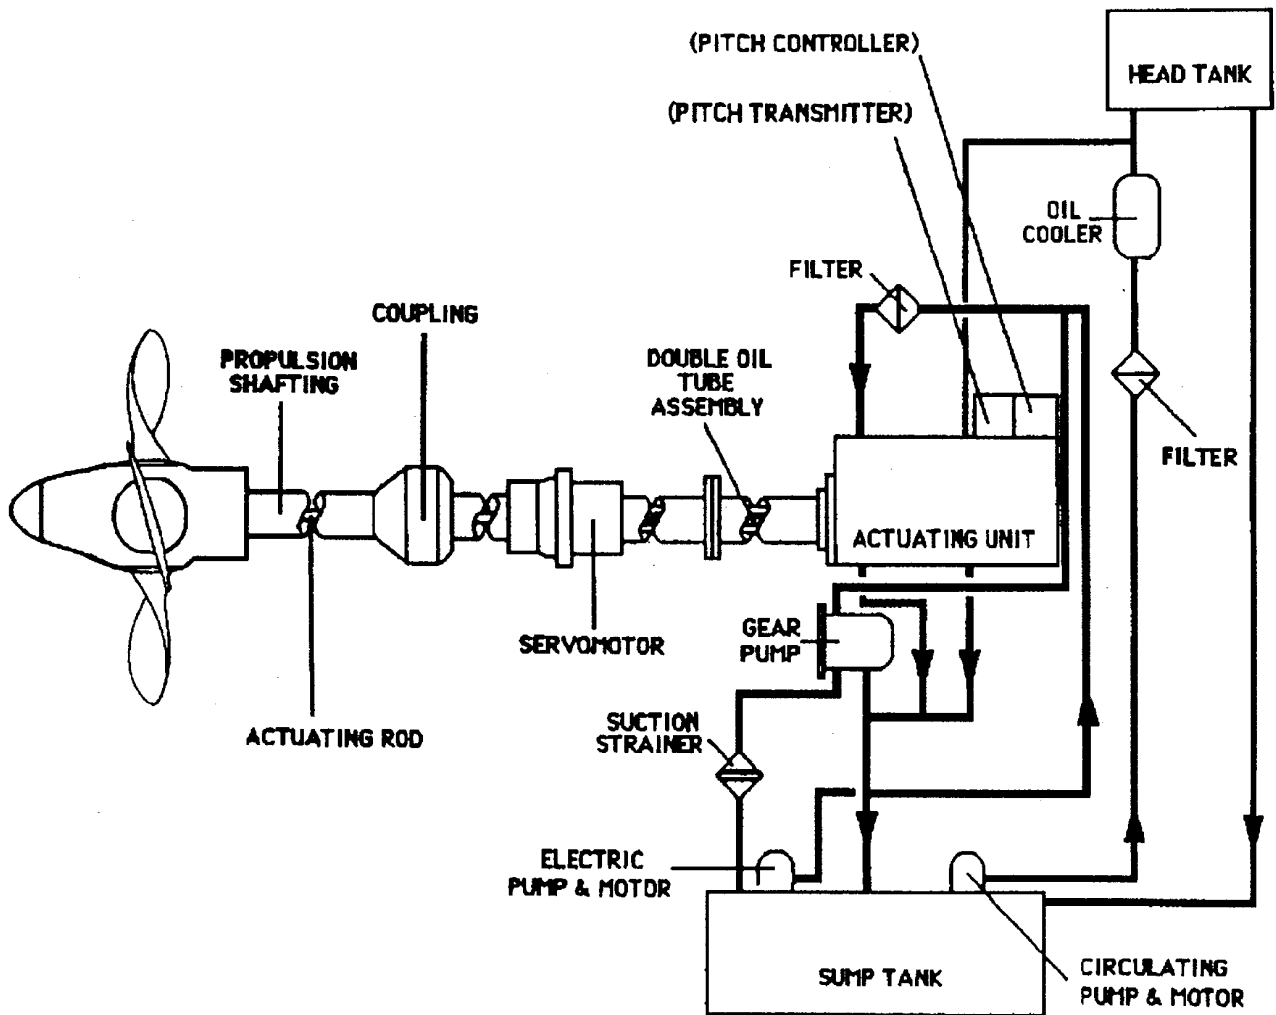 (PITCH CONTROLLER)
HEAD TANK
(PITCH TRANSMITTER)
OIL
COOLER
FILTER
COUPLING
PROPULSION
SHAFTING
DOUBLE OIL
TUBE
ASSEMBLY
FILTER
ACTUATING UNIT
SERVOMOTOR
GEAR
PUMP
ACTUATING ROD
SUCTION
STRAINER
ELECTRIC
PUMP & MOTOR
SUMP TANK
CIRCULATING
PUMP & MOTOR